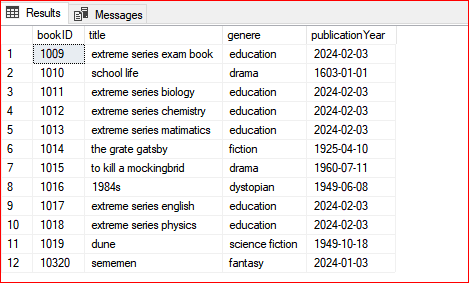 Results Messages
bookID title genere publicationYear
1 1009 extreme series exam book education 2024-02-03
2 1010 school life drama 1603-01-01
3 1011 extreme series biology education 2024-02-03
4 1012 extreme series chemistry education 2024-02-03
5 1013 extreme series matimatics education 2024-02-03
6 1014 the grate gatsby fiction 1925-04-10
7 1015 to kill a mockingbrid drama 1960-07-11
8 1016 1984s dystopian 1949-06-08
9 1017 extreme series english education 2024-02-03
10 1018 extreme series physics education 2024-02-03
11 1019 dune science fiction 1949-10-18
12 10320 sememen fantasy 2024-01-03